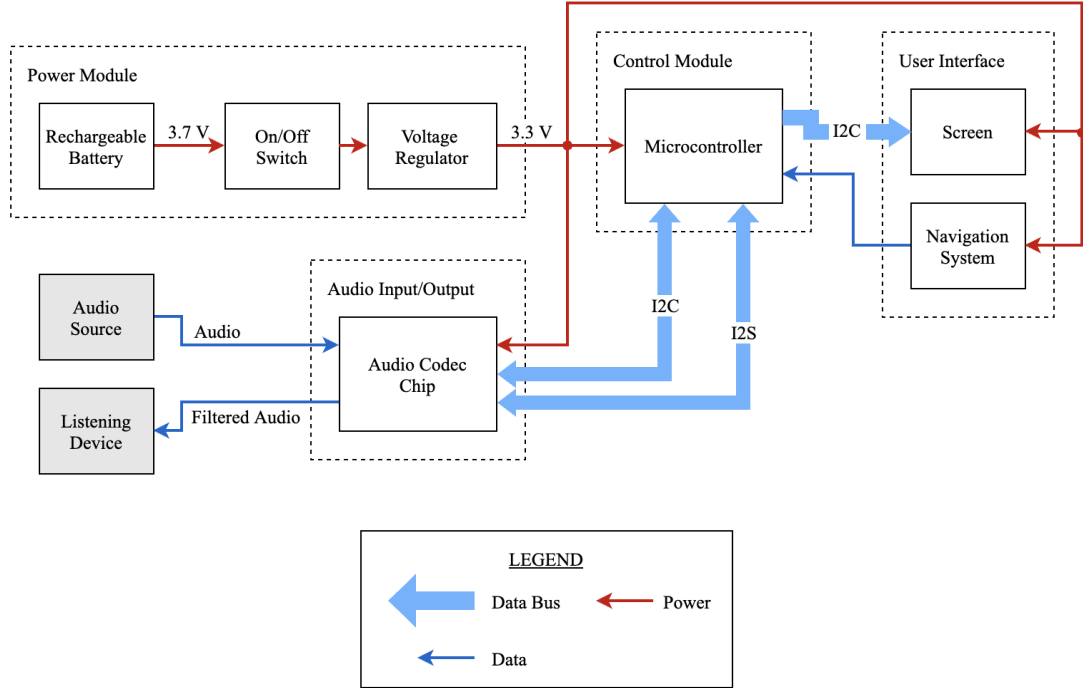 Power Module
Rechargeable
Battery
3.7 V
On/Off
Switch
Voltage
Regulator
3.3 V
Control Module
Microcontroller
I2C
User Interface
Screen
Navigation
System
Audio
Source
Audio
Listening
Device
Filtered Audio
Audio Input/Output
Audio Codec
Chip
I2C
I2S
LEGEND
Data Bus
Power
Data